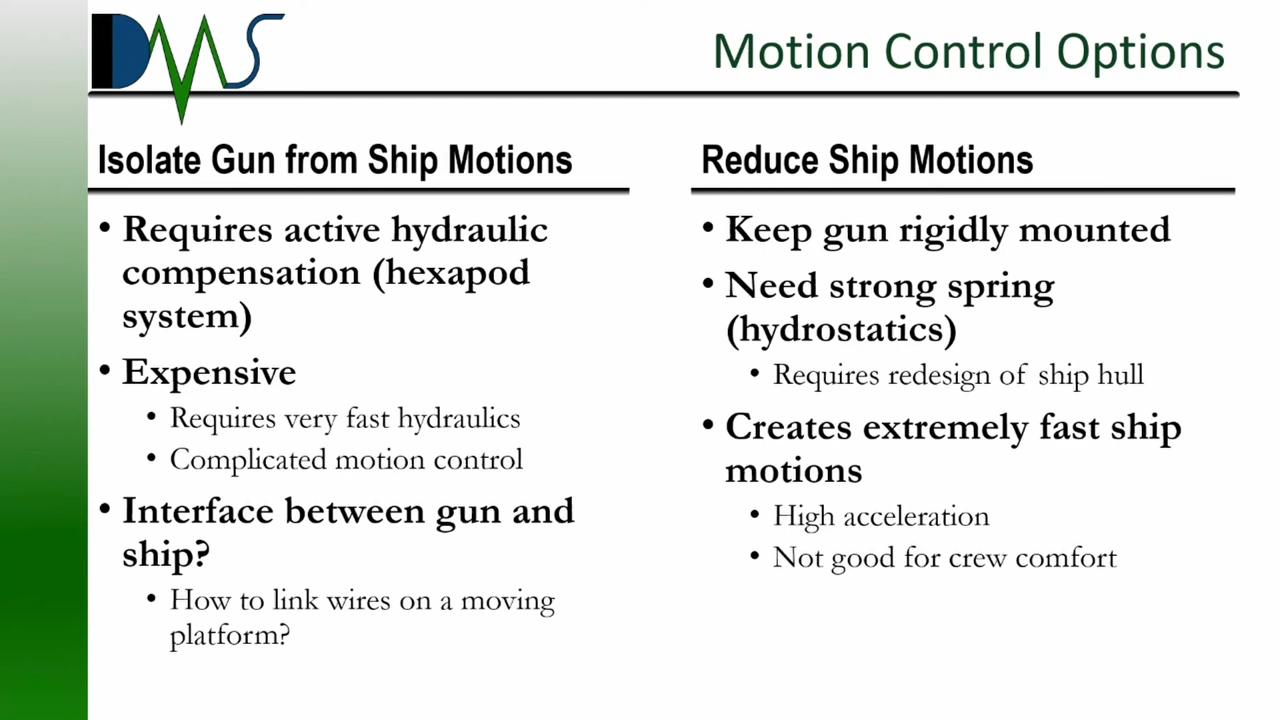 DMS
Motion Control Options
Isolate Gun from Ship Motions
• Requires active hydraulic
compensation (hexapod
system)
• Expensive
• Requires very fast hydraulics
• Complicated motion control
• Interface between gun and
ship?
• How to link wires on a moving
platform?
Reduce Ship Motions
• Keep gun rigidly mounted
• Need strong spring
(hydrostatics)
• Requires redesign of ship hull
• Creates extremely fast ship
motions
• High acceleration
• Not good for crew comfort